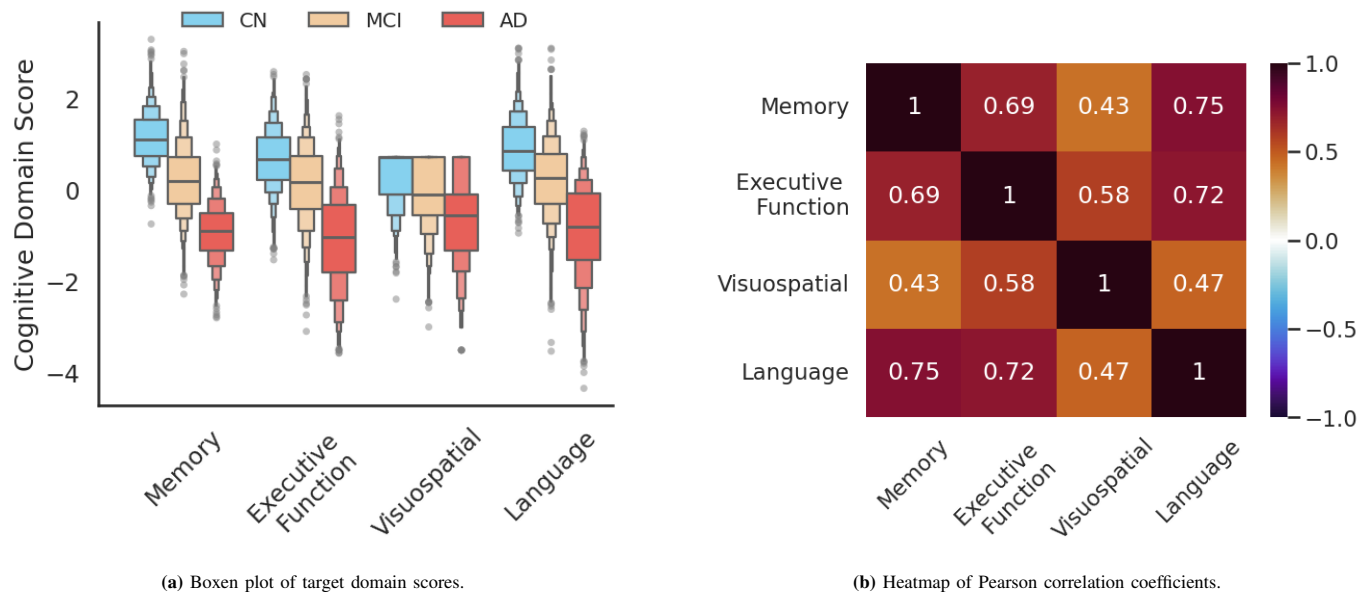 CN MCI AD
Cognitive Domain Score
2
0
−2
−4
Memory
Executive
Function
Visuospatial
Language
(a) Boxen plot of target domain scores.
Memory
Executive
Function
Visuospatial
Language
1 0.69 0.43 0.75
0.69 1 0.58 0.72
0.43 0.58 1 0.47
0.75 0.72 0.47 1
Memory
Executive
Function
Visuospatial
Language
1.0
0.5
0.0
−0.5
−1.0
(b) Heatmap of Pearson correlation coefficients.